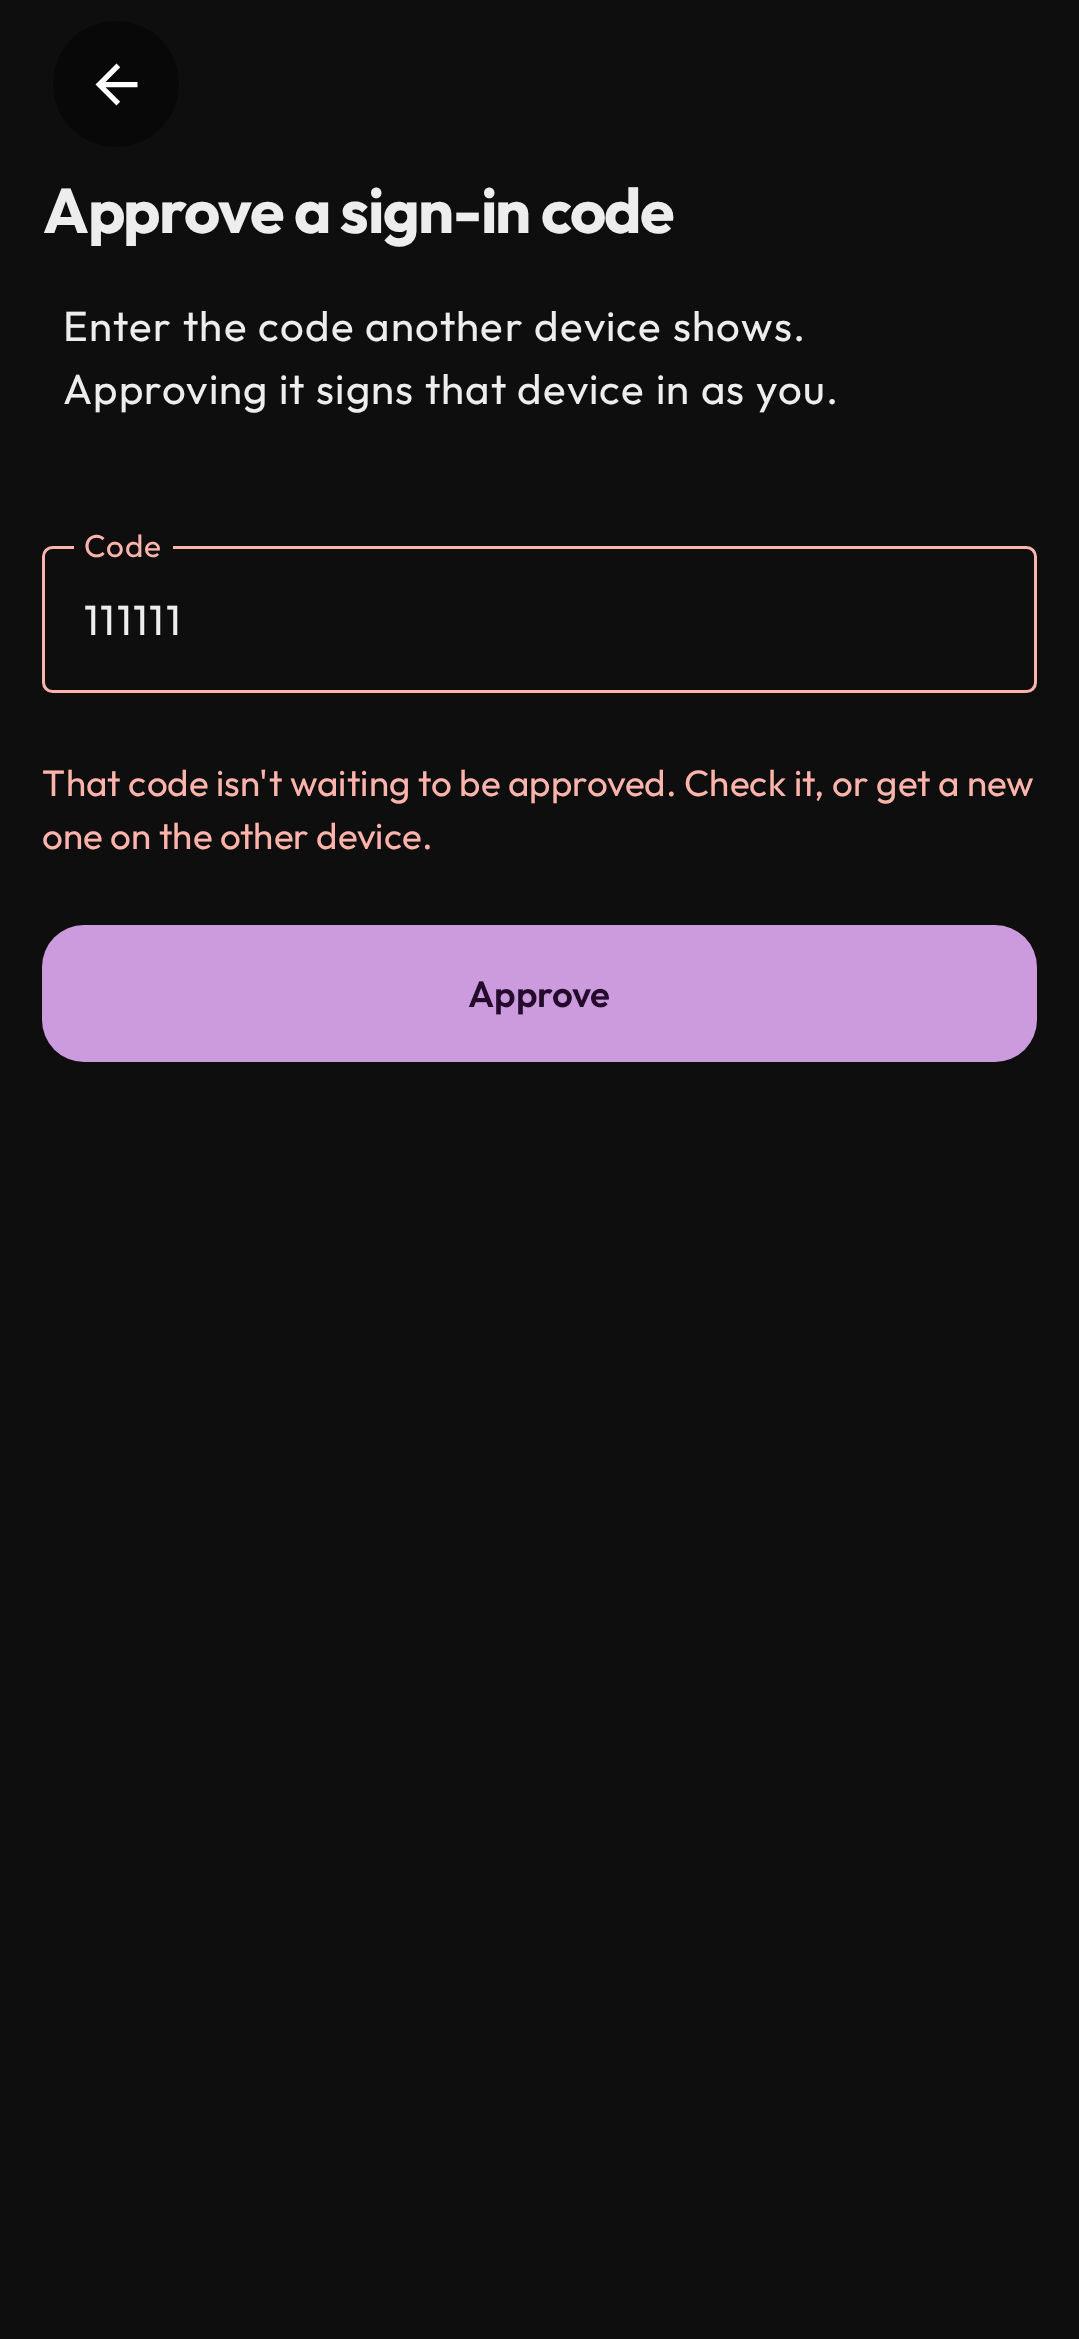 Approve a sign-in code
Enter the code another device shows.
Approving it signs that device in as you.
Code
111111
That code isn't waiting to be approved. Check it, or get a new
one on the other device.
Approve